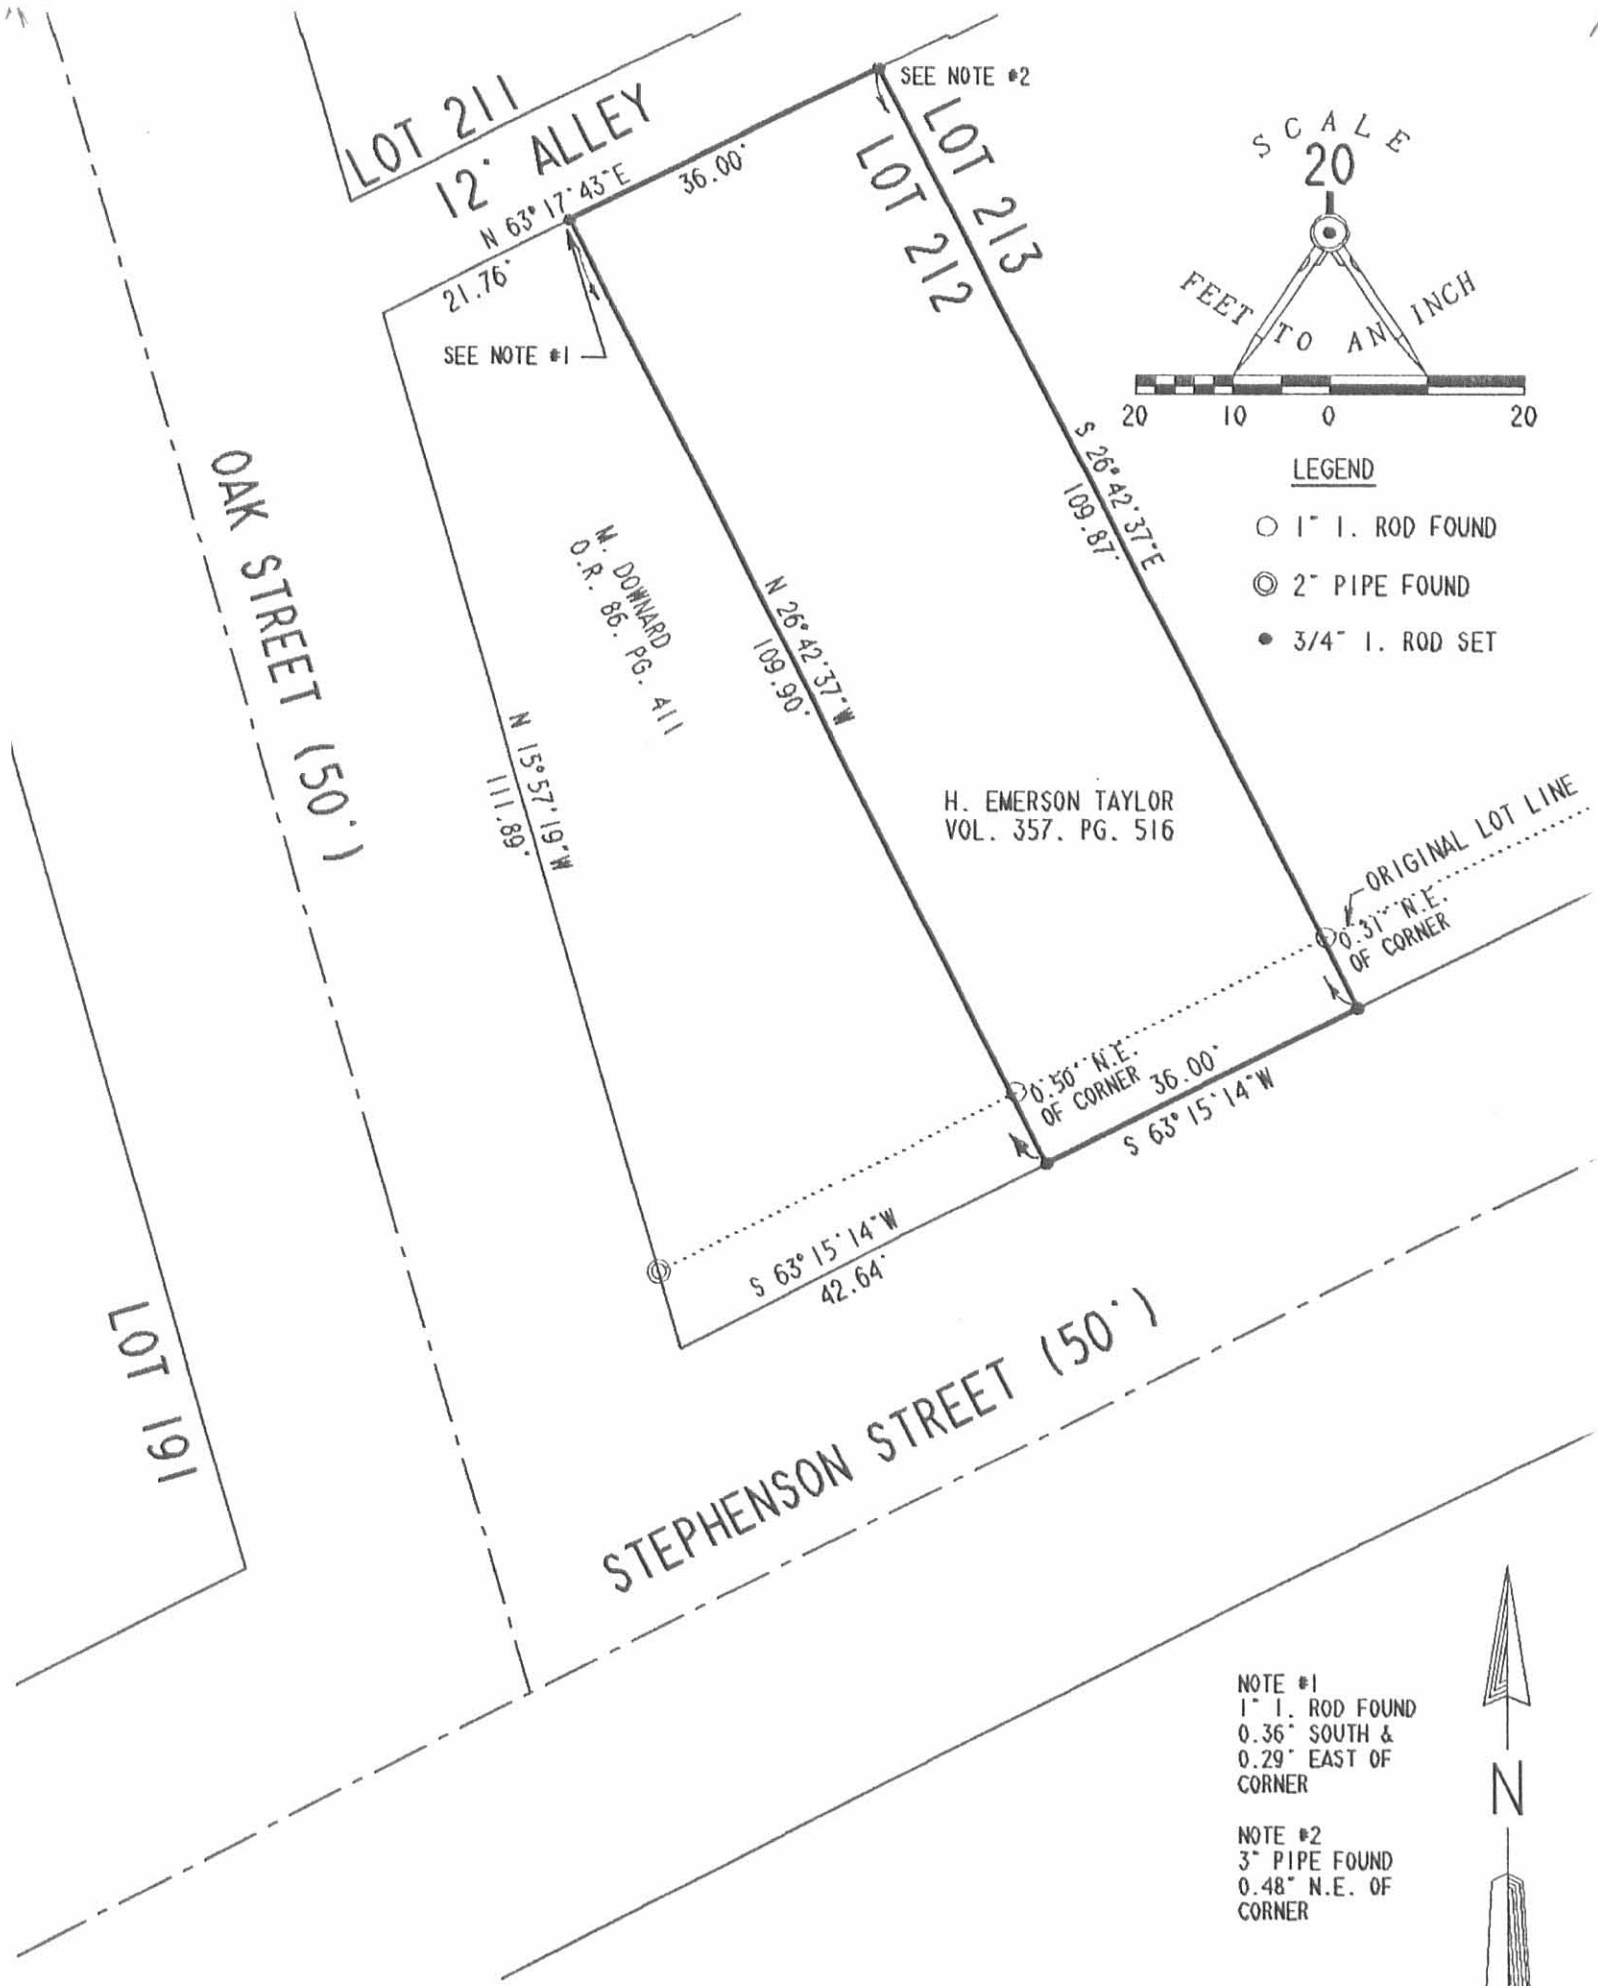 LOT 211
12' ALLEY
N 63°17'43"E
36.00'
21.76'
SEE NOTE #1
SEE NOTE #2
LOT 213
LOT 212
SCALE
20
FEET TO AN INCH
20 10 0 20
LEGEND
1" I. ROD FOUND
2" PIPE FOUND
3/4" I. ROD SET
S 26°42'37"E
109.87'
OAK STREET (50')
M. DOWNARD
O.R. 86, PG. 411
N 26°42'37"W
109.90'
N 15°57'19"W
111.89'
H. EMERSON TAYLOR
VOL. 357, PG. 516
ORIGINAL LOT LINE
0.31' N.E.
OF CORNER
0.50' N.E.
OF CORNER
36.00'
S 63°15'14"W
S 63°15'14"W
42.64'
LOT 191
STEPHENSON STREET (50')
NOTE #1
1" I. ROD FOUND
0.36' SOUTH &
0.29' EAST OF
CORNER
NOTE #2
3" PIPE FOUND
0.48' N.E. OF
CORNER
N